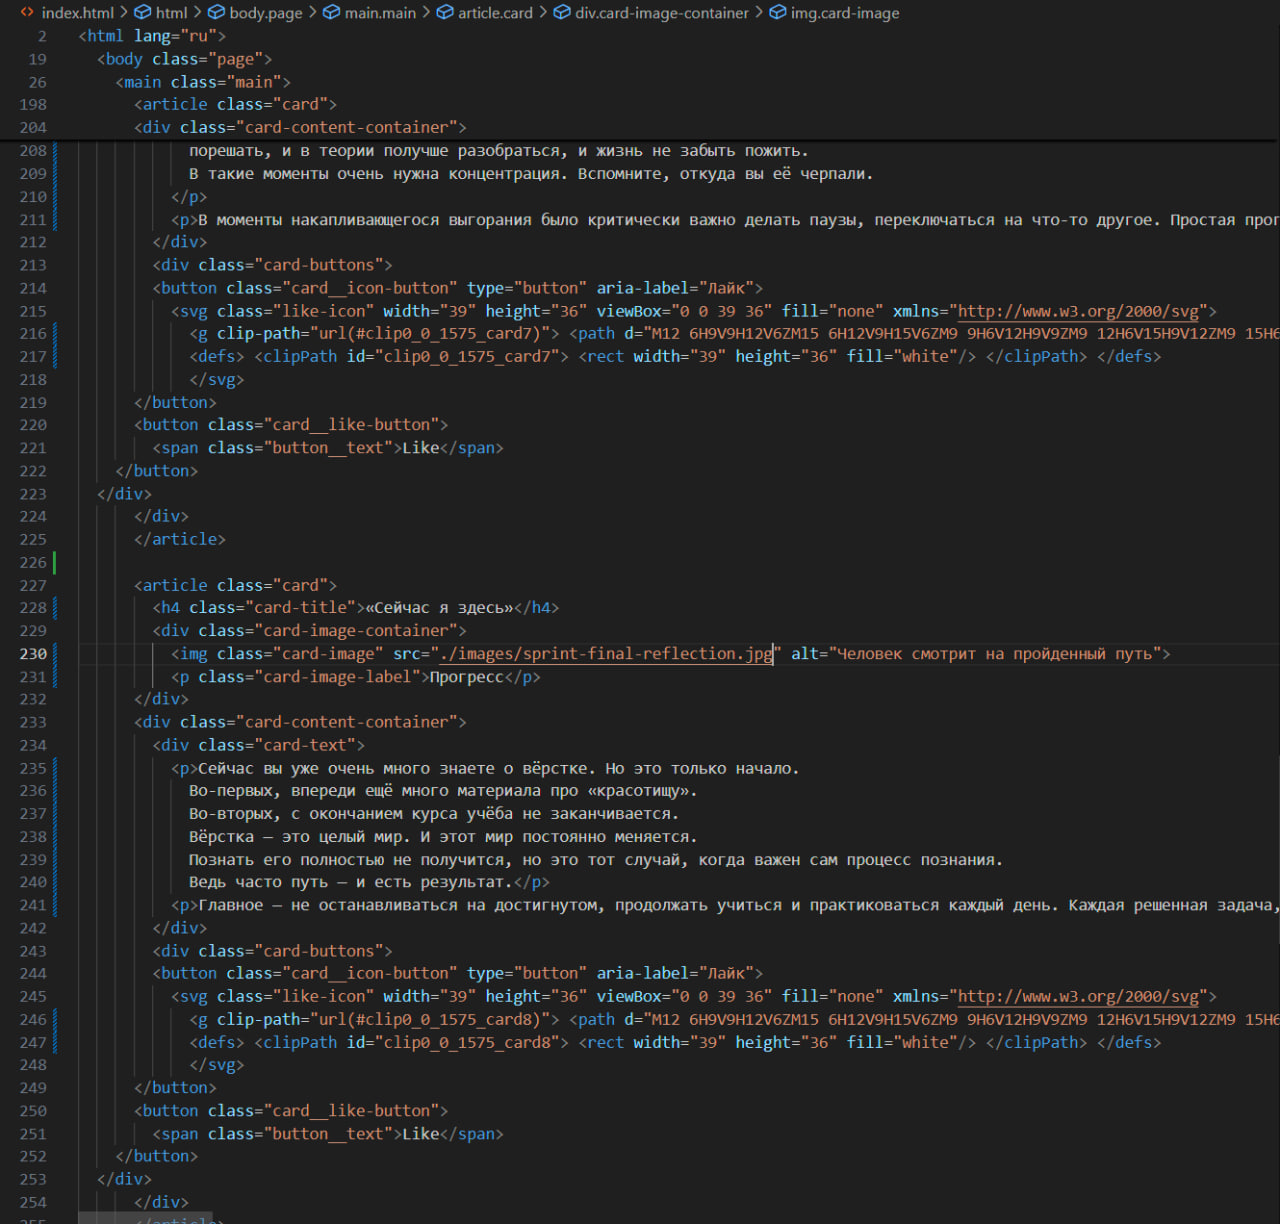 index.html > html > body.page > main.main > article.card > div.card-image-container > img.card-image
2 <html lang="ru">
19 <body class="page">
26 <main class="main">
198 <article class="card">
204 <div class="card-content-container">
208 порешать, и в теории получше разобраться, и жизнь не забыть пожить.
209 В такие моменты очень нужна концентрация. Вспомните, откуда вы её черпали.
210 </p>
211 <p>В моменты накапливающегося выгорания было критически важно делать паузы, переключаться на что-то другое. Простая
212 </div>
213 <div class="card-buttons">
214 <button class="card__icon-button" type="button" aria-label="Лайк">
215 <svg class="like-icon" width="39" height="36" viewBox="0 0 39 36" fill="none" xmlns="http://www.w3.org/2000/svg">
216 <g clip-path="url(#clip0_0_1575_card7)"> <path d="M12 6H9V9H12V6ZM15 6H12V9H15V6ZM9 9H6V12H9V9ZM9 12H6V15H9V12ZM9 15H6
217 <defs> <clipPath id="clip0_0_1575_card7"> <rect width="39" height="36" fill="white"/> </clipPath> </defs>
218 </svg>
219 </button>
220 <button class="card__like-button">
221 <span class="button__text">Like</span>
222 </button>
223 </div>
224 </div>
225 </article>
226
227 <article class="card">
228 <h4 class="card-title">«Сейчас я здесь»</h4>
229 <div class="card-image-container">
230 <img class="card-image" src="./images/sprint-final-reflection.jpg" alt="Человек смотрит на пройденный путь">
231 <p class="card-image-label">Прогресс</p>
232 </div>
233 <div class="card-content-container">
234 <div class="card-text">
235 <p>Сейчас вы уже очень много знаете о вёрстке. Но это только начало.
236 Во-первых, впереди ещё много материала про «красотищу».
237 Во-вторых, с окончанием курса учёба не заканчивается.
238 Вёрстка — это целый мир. И этот мир постоянно меняется.
239 Познать его полностью не получится, но это тот случай, когда важен сам процесс познания.
240 Ведь часто путь — и есть результат.</p>
241 <p>Главное — не останавливаться на достигнутом, продолжать учиться и практиковаться каждый день. Каждая решенная задача,
242 </div>
243 <div class="card-buttons">
244 <button class="card__icon-button" type="button" aria-label="Лайк">
245 <svg class="like-icon" width="39" height="36" viewBox="0 0 39 36" fill="none" xmlns="http://www.w3.org/2000/svg">
246 <g clip-path="url(#clip0_0_1575_card8)"> <path d="M12 6H9V9H12V6ZM15 6H12V9H15V6ZM9 9H6V12H9V9ZM9 12H6V15H9V12ZM9 15H6
247 <defs> <clipPath id="clip0_0_1575_card8"> <rect width="39" height="36" fill="white"/> </clipPath> </defs>
248 </svg>
249 </button>
250 <button class="card__like-button">
251 <span class="button__text">Like</span>
252 </button>
253 </div>
254 </div>